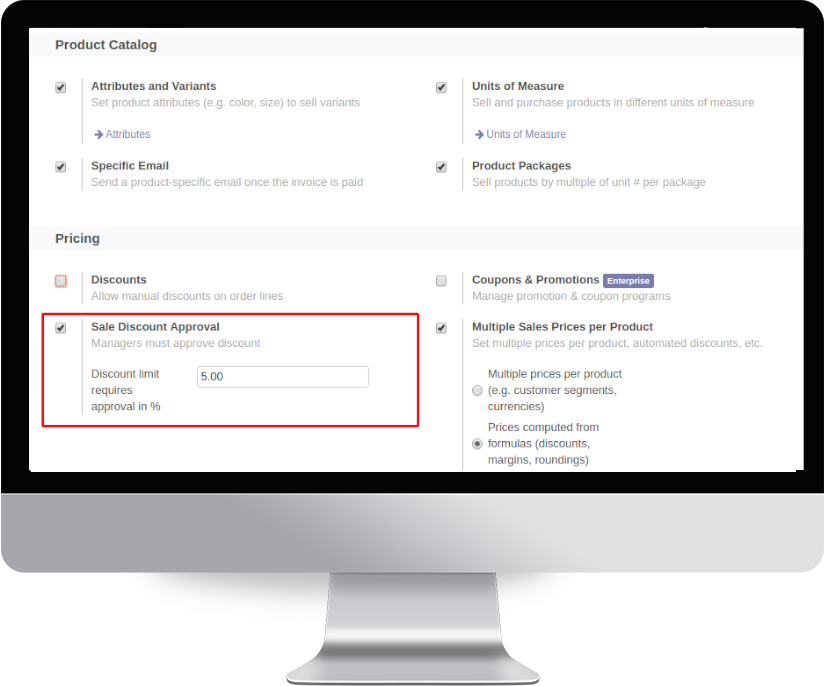 Product Catalog
Attributes and Variants
Set product attributes (e.g. color, size) to sell variants
Attributes
Units of Measure
Sell and purchase products in different units of measure
Units of Measure
Specific Email
Send a product-specific email once the invoice is paid
Product Packages
Sell products by multiple of unit # per package
Pricing
Discounts
Allow manual discounts on order lines
Coupons & Promotions Enterprise
Manage promotion & coupon programs
Sale Discount Approval
Managers must approve discount
Discount limit
requires
approval in %
5.00
Multiple Sales Prices per Product
Set multiple prices per product, automated discounts, etc.
Multiple prices per product
(e.g. customer segments,
currencies)
Prices computed from
formulas (discounts,
margins, roundings)